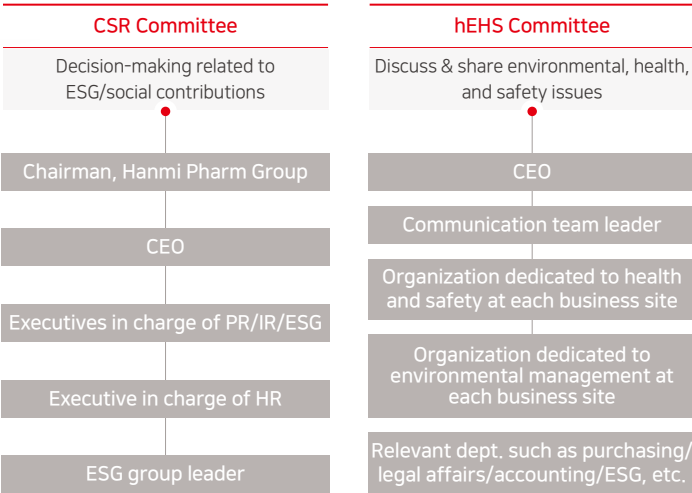 CSR Committee
Decision-making related to
ESG/social contributions
Chairman, Hanmi Pharm Group
CEO
Executives in charge of PR/IR/ESG
Executive in charge of HR
ESG group leader
hEHS Committee
Discuss & share environmental, health,
and safety issues
CEO
Communication team leader
Organization dedicated to health
and safety at each business site
Organization dedicated to
environmental management at
each business site
Relevant dept. such as purchasing/
legal affairs/accounting/ESG, etc.